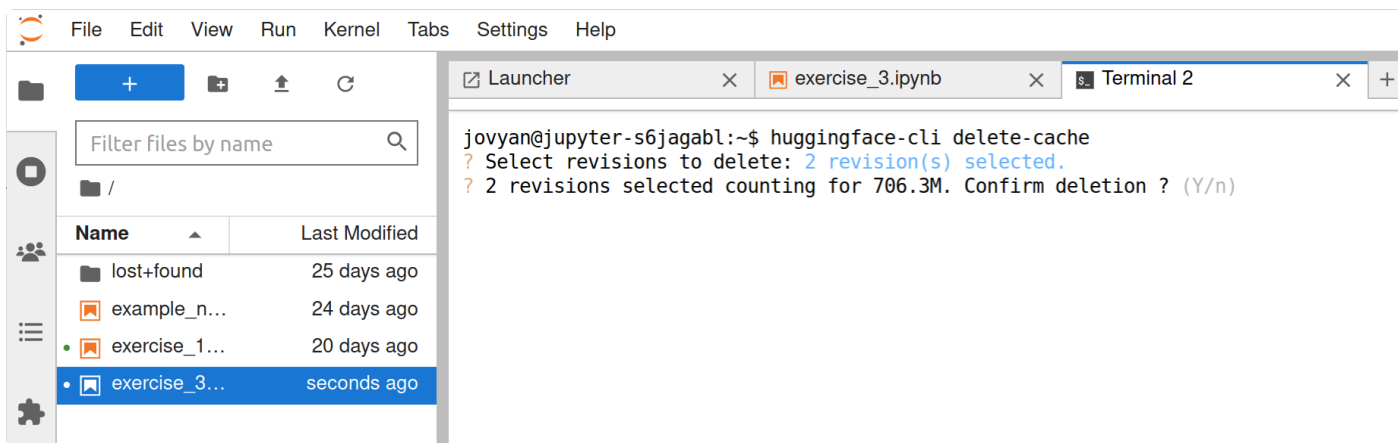 File Edit View Run Kernel Tabs Settings Help
+
Filter files by name
/
Name Last Modified
lost+found 25 days ago
example_n... 24 days ago
exercise_1... 20 days ago
exercise_3... seconds ago
Launcher exercise_3.ipynb Terminal 2 +
jovyan@jupyter-s6jagabl:~$ huggingface-cli delete-cache
? Select revisions to delete: 2 revision(s) selected.
? 2 revisions selected counting for 706.3M. Confirm deletion ? (Y/n)